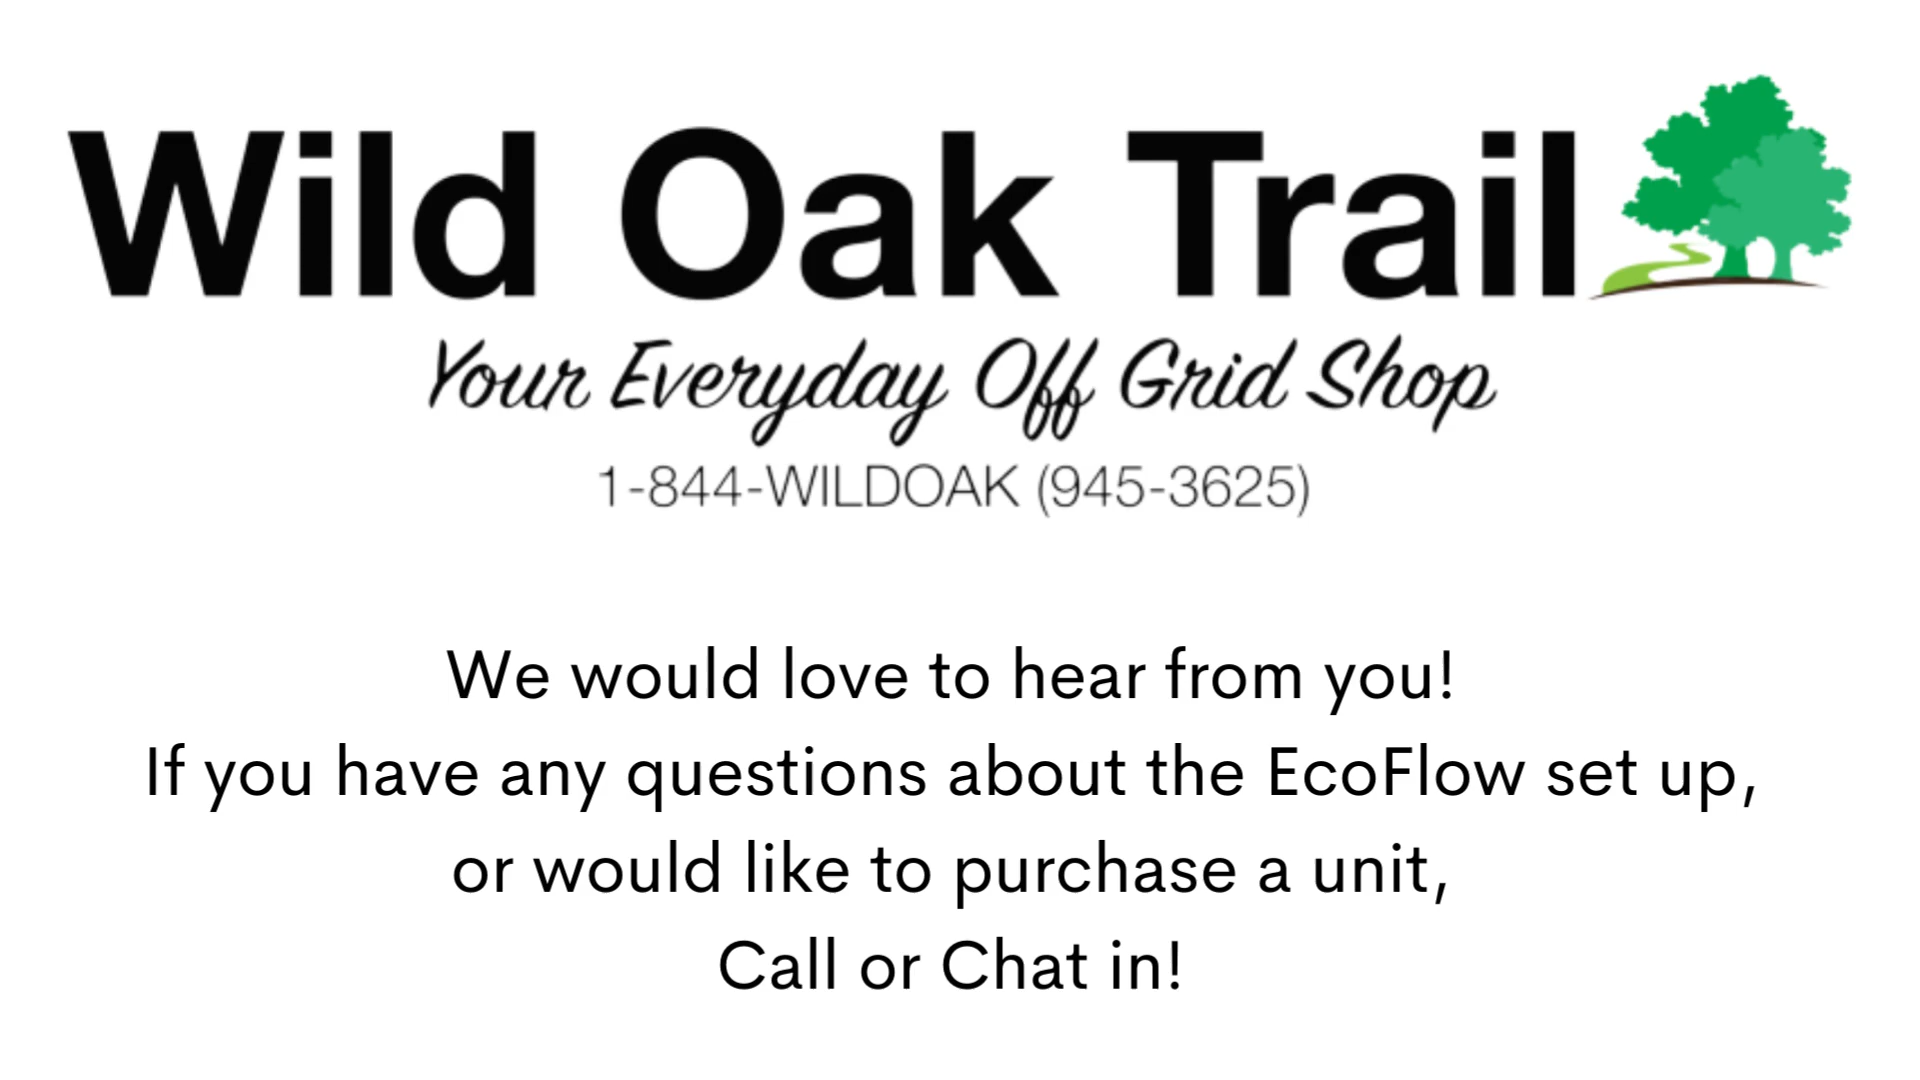 Wild Oak Trail
Your Everyday Off Grid Shop
1-844-WILDOAK (945-3625)
We would love to hear from you!
If you have any questions about the EcoFlow set up,
or would like to purchase a unit,
Call or Chat in!